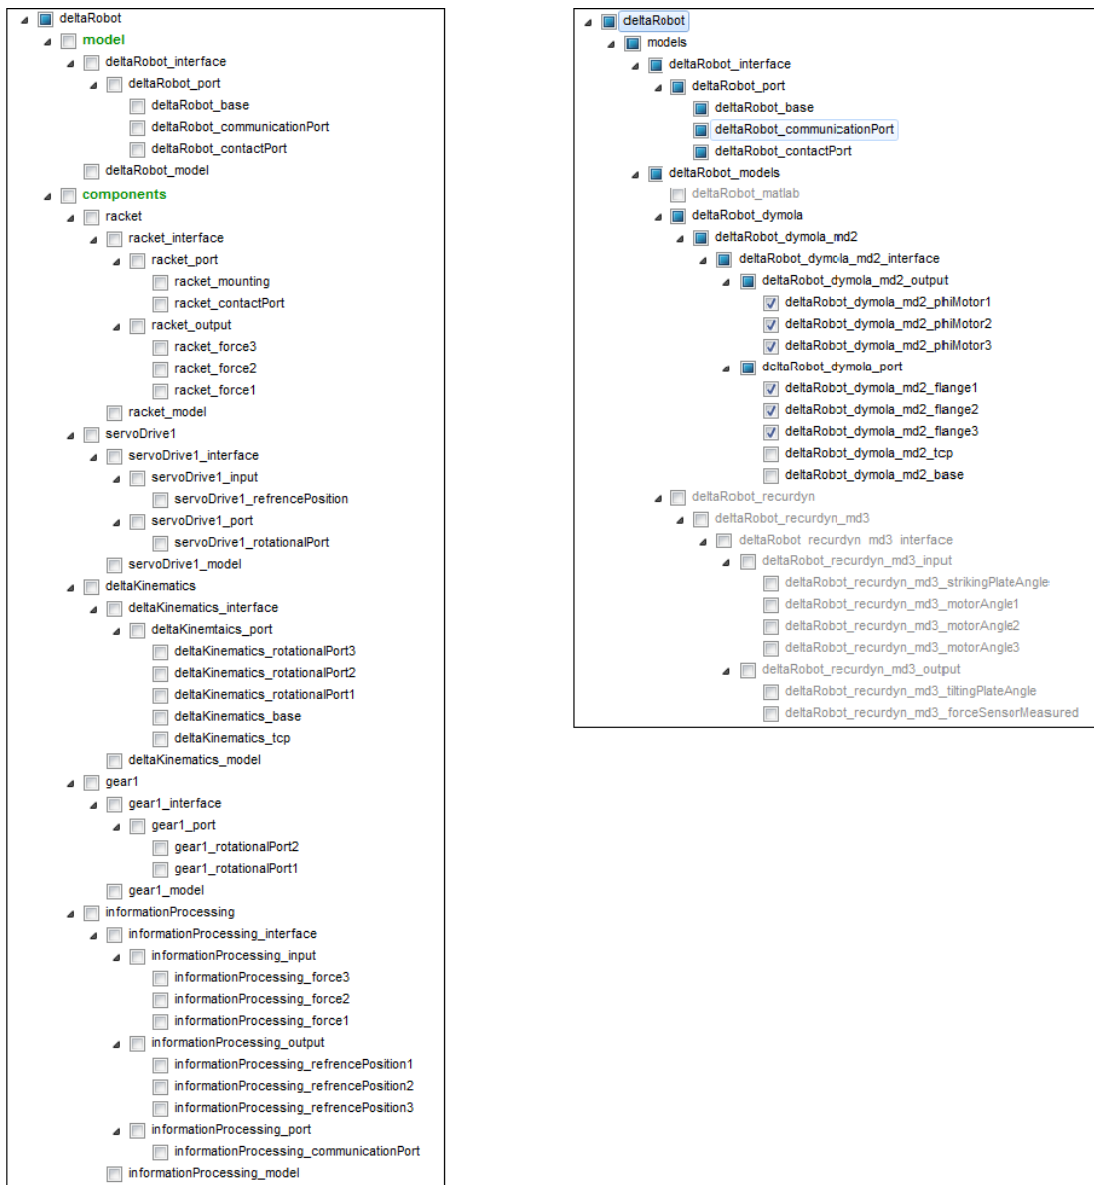 deltaRobot
model
deltaRobot_interface
deltaRobot_port
deltaRobot_base
deltaRobot_communicationPort
deltaRobot_contactPort
deltaRobot_model
components
racket
racket_interface
racket_port
racket_mounting
racket_contactPort
racket_output
racket_force3
racket_force2
racket_force1
racket_model
servoDrive1
servoDrive1_interface
servoDrive1_input
servoDrive1_refrencePosition
servoDrive1_port
servoDrive1_rotationalPort
servoDrive1_model
deltaKinematics
deltaKinematics_interface
deltaKinemtaics_port
deltaKinematics_rotationalPort3
deltaKinematics_rotationalPort2
deltaKinematics_rotationalPort1
deltaKinematics_base
deltaKinematics_tcp
deltaKinematics_model
gear1
gear1_interface
gear1_port
gear1_rotationalPort2
gear1_rotationalPort1
gear1_model
informationProcessing
informationProcessing_interface
informationProcessing_input
informationProcessing_force3
informationProcessing_force2
informationProcessing_force1
informationProcessing_output
informationProcessing_refrencePosition1
informationProcessing_refrencePosition2
informationProcessing_refrencePosition3
informationProcessing_port
informationProcessing_communicationPort
informationProcessing_model
deltaRobot
models
deltaRobot_interface
deltaRobot_port
deltaRobot_base
deltaRobot_communicationPort
deltaRobot_contactPort
deltaRobot_models
deltaRobot_matlab
deltaRobot_dymola
deltaRobot_dymola_md2
deltaRobot_dymola_md2_interface
deltaRobot_dymola_md2_output
deltaRobot_dymola_md2_phiMotor1
deltaRobot_dymola_md2_phiMotor2
deltaRobot_dymola_md2_phiMotor3
deltaRobot_dymola_port
deltaRobot_dymola_md2_flange1
deltaRobot_dymola_md2_flange2
deltaRobot_dymola_md2_flange3
deltaRobot_dymola_md2_tcp
deltaRobot_dymola_md2_base
deltaRobot_recurdyn
deltaRobot_recurdyn_md3
deltaRobot_recurdyn_md3_interface
deltaRobot_recurdyn_md3_input
deltaRobot_recurdyn_md3_strikingPlateAngle
deltaRobot_recurdyn_md3_motorAngle1
deltaRobot_recurdyn_md3_motorAngle2
deltaRobot_recurdyn_md3_motorAngle3
deltaRobot_recurdyn_md3_output
deltaRobot_recurdyn_md3_tiltingPlateAngle
deltaRobot_recurdyn_md3_forceSensorMeasured